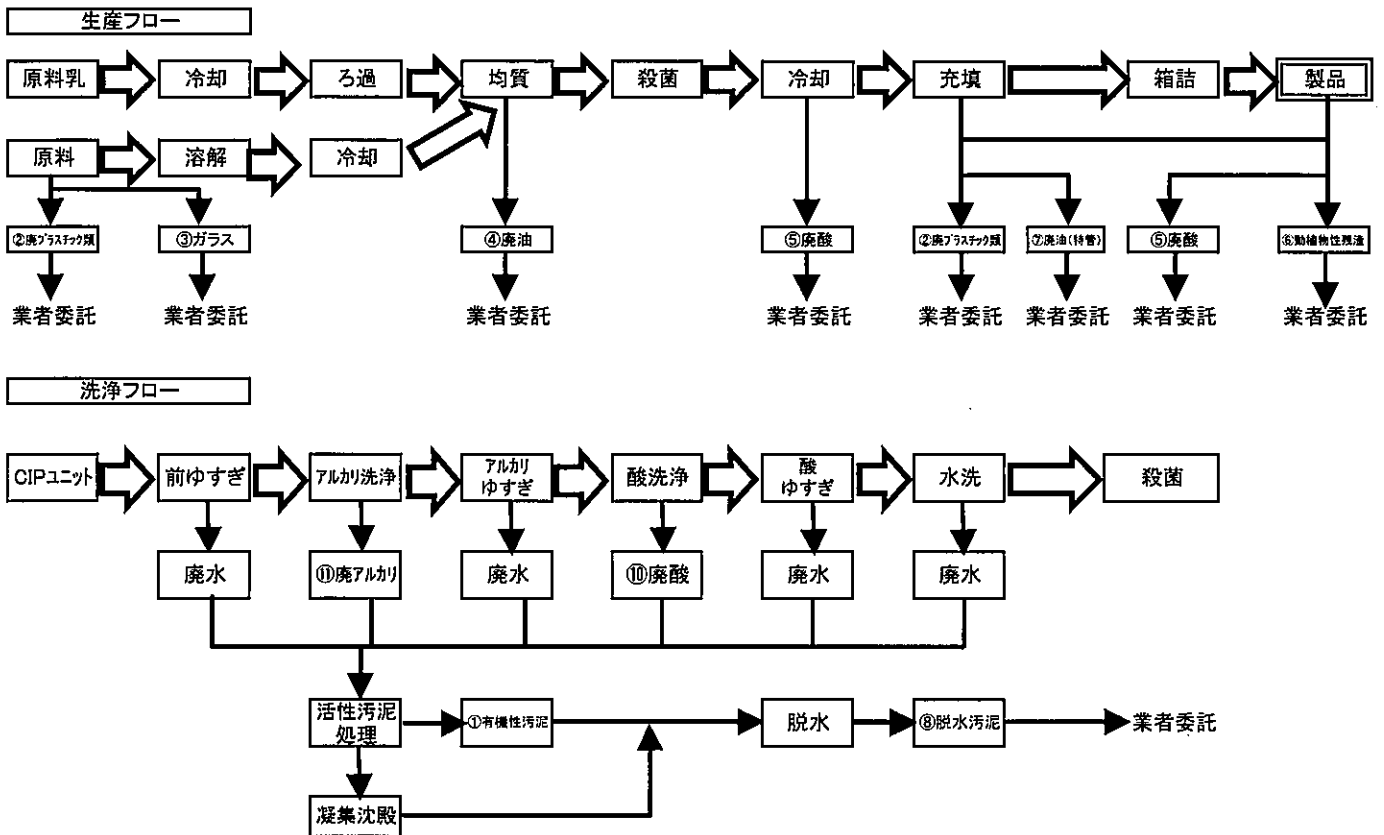 生産フロー
原料乳
冷却
ろ過
均質
殺菌
冷却
充填
箱詰
製品
原料
溶解
冷却
②廃プラスチック類
③ガラス
④廃油
⑤廃酸
②廃プラスチック類
⑦廃油(特管)
⑤廃酸
⑥動植物性残渣
業者委託
業者委託
業者委託
業者委託
業者委託
業者委託
業者委託
業者委託
洗浄フロー
CIPユニット
前ゆすぎ
アルカリ洗浄
アルカリ
ゆすぎ
酸洗浄
酸
ゆすぎ
水洗
殺菌
廃水
⑪廃アルカリ
廃水
⑩廃酸
廃水
廃水
活性汚泥
処理
①有機性汚泥
脱水
⑧脱水汚泥
業者委託
凝集沈殿